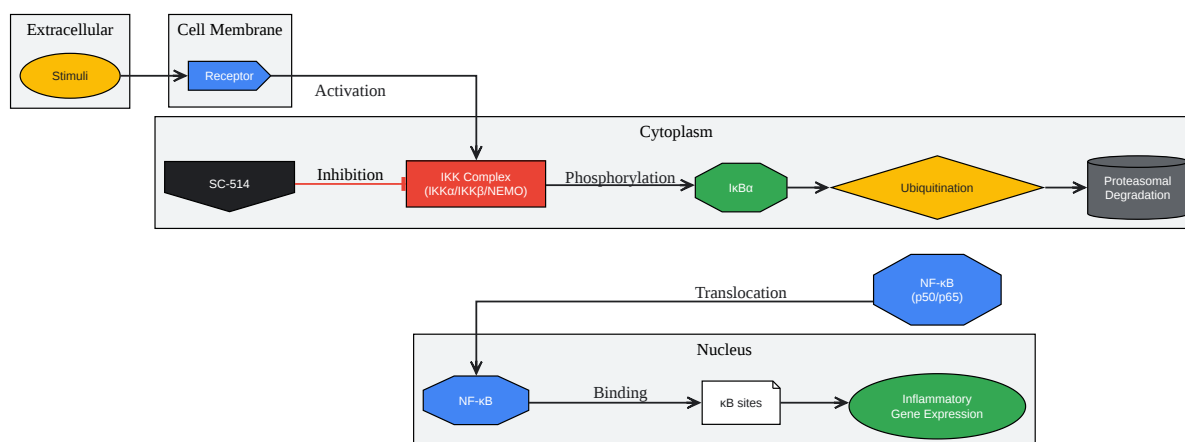 Extracellular
Cell Membrane
Stimuli
Receptor
Activation
Cytoplasm
SC-514
Inhibition
IKK Complex
(IKKα/IKKβ/NEMO)
Phosphorylation
IκBα
Ubiquitination
Proteasomal
Degradation
NF-κB
(p50/p65)
Translocation
Nucleus
NF-κB
Binding
κB sites
Inflammatory
Gene Expression